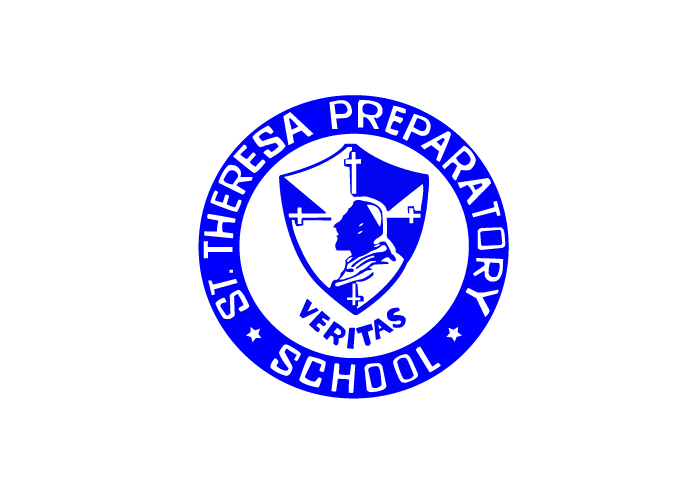 ST. THERESA PREPARATORY
SCHOOL
VERITAS